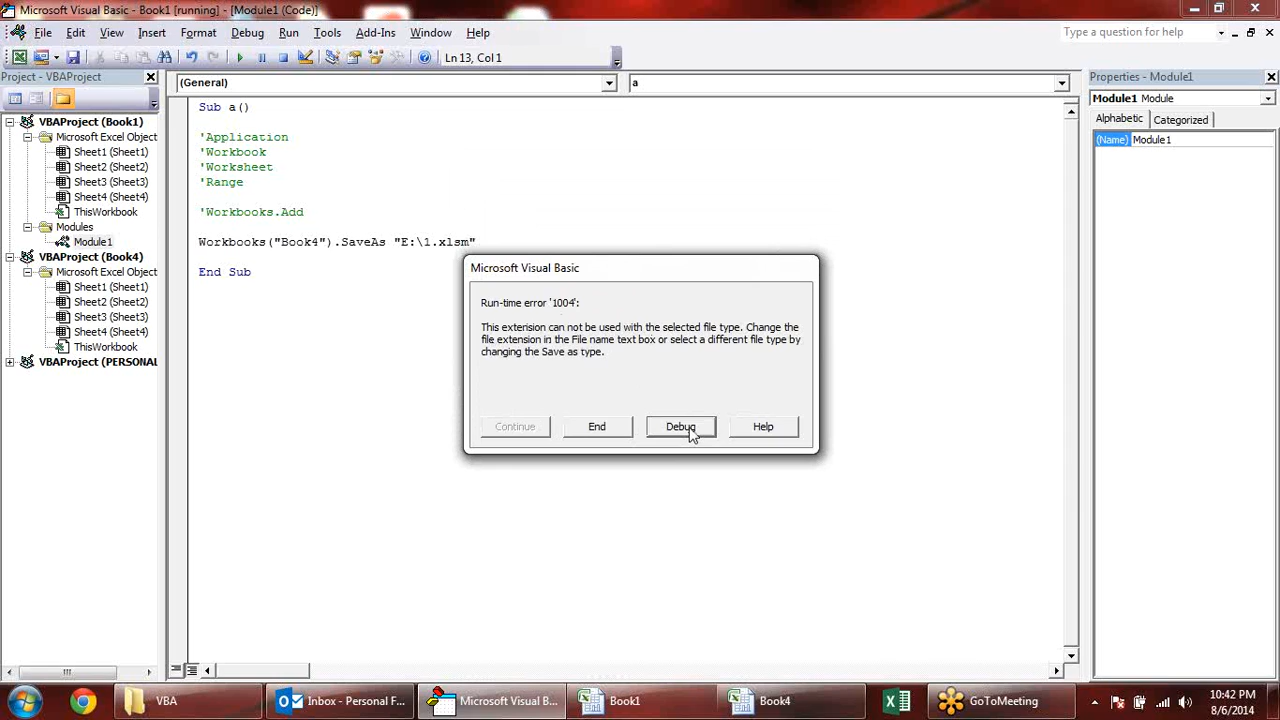 Microsoft Visual Basic - Book1 [running] - [Module1 (Code)]
File Edit View Insert Format Debug Run Tools Add-Ins Window Help
Type a question for help
Ln 13, Col 1
Project - VBAProject
VBAProject (Book1)
Microsoft Excel Object
Sheet1 (Sheet1)
Sheet2 (Sheet2)
Sheet3 (Sheet3)
Sheet4 (Sheet4)
ThisWorkbook
Modules
Module1
VBAProject (Book4)
Microsoft Excel Object
Sheet1 (Sheet1)
Sheet2 (Sheet2)
Sheet3 (Sheet3)
Sheet4 (Sheet4)
ThisWorkbook
VBAProject (PERSONAL
(General)
a
Sub a()
'Application
'Workbook
'Worksheet
'Range
'Workbooks.Add
Workbooks("Book4").SaveAs "E:\1.xlsm"
End Sub
Microsoft Visual Basic
Run-time error '1004':
This extension can not be used with the selected file type. Change the
file extension in the File name text box or select a different file type by
changing the Save as type.
Continue End Debug Help
Properties - Module1
Module1 Module
Alphabetic Categorized
(Name) Module1
VBA
Inbox - Personal F...
Microsoft Visual B...
Book1
Book4
GoToMeeting
10:42 PM
8/6/2014